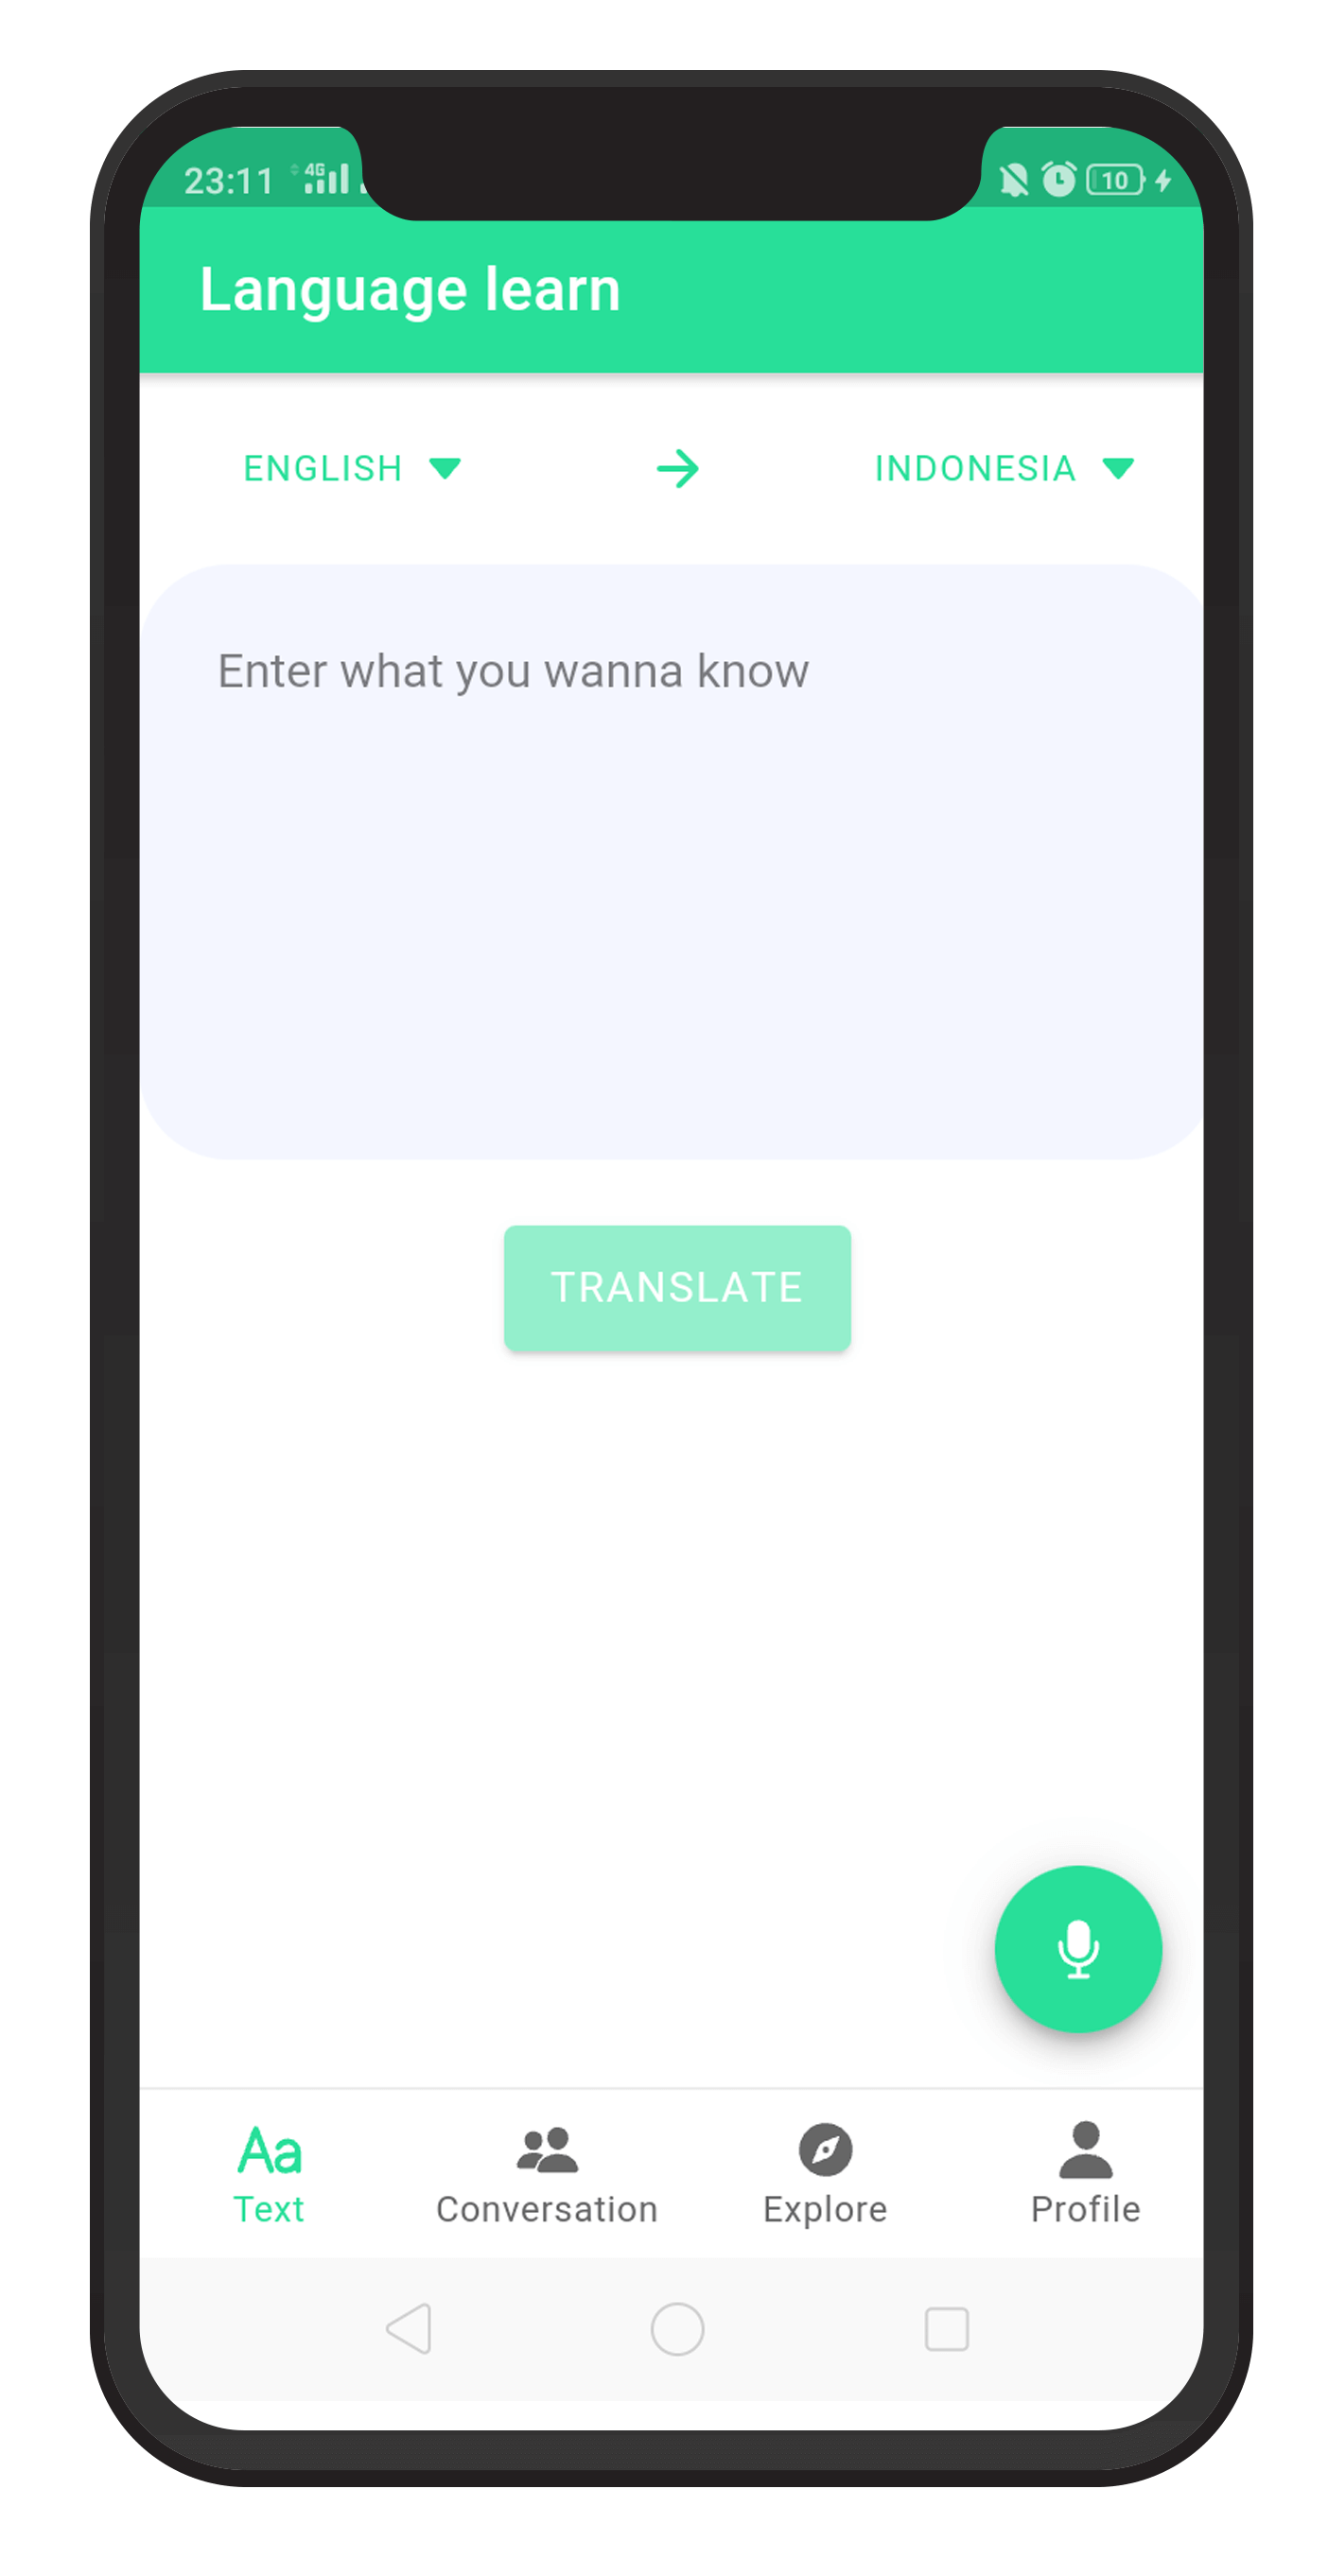 23:11 4G 10
Language learn
ENGLISH INDONESIA
Enter what you wanna know
TRANSLATE
Aa
Text Conversation Explore Profile